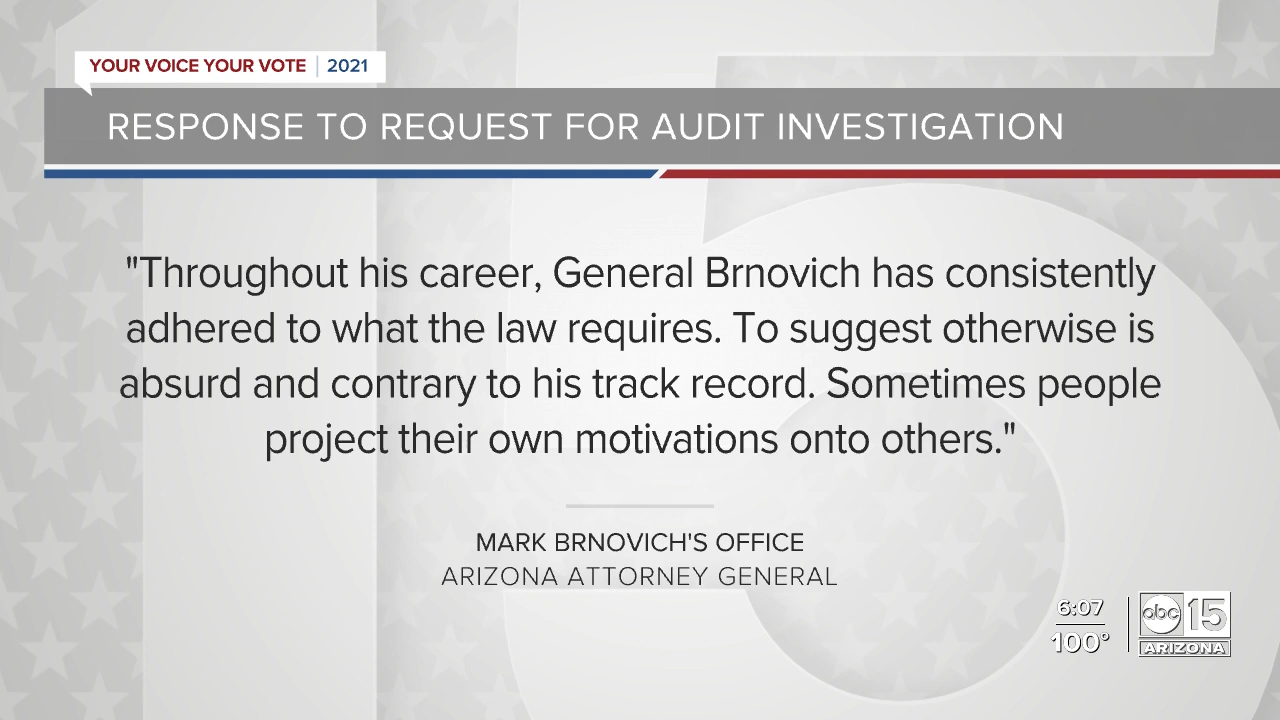 YOUR VOICE YOUR VOTE | 2021
RESPONSE TO REQUEST FOR AUDIT INVESTIGATION
"Throughout his career, General Brnovich has consistently
adhered to what the law requires. To suggest otherwise is
absurd and contrary to his track record. Sometimes people
project their own motivations onto others."
MARK BRNOVICH'S OFFICE
ARIZONA ATTORNEY GENERAL
6:07
100°
abc 15
ARIZONA